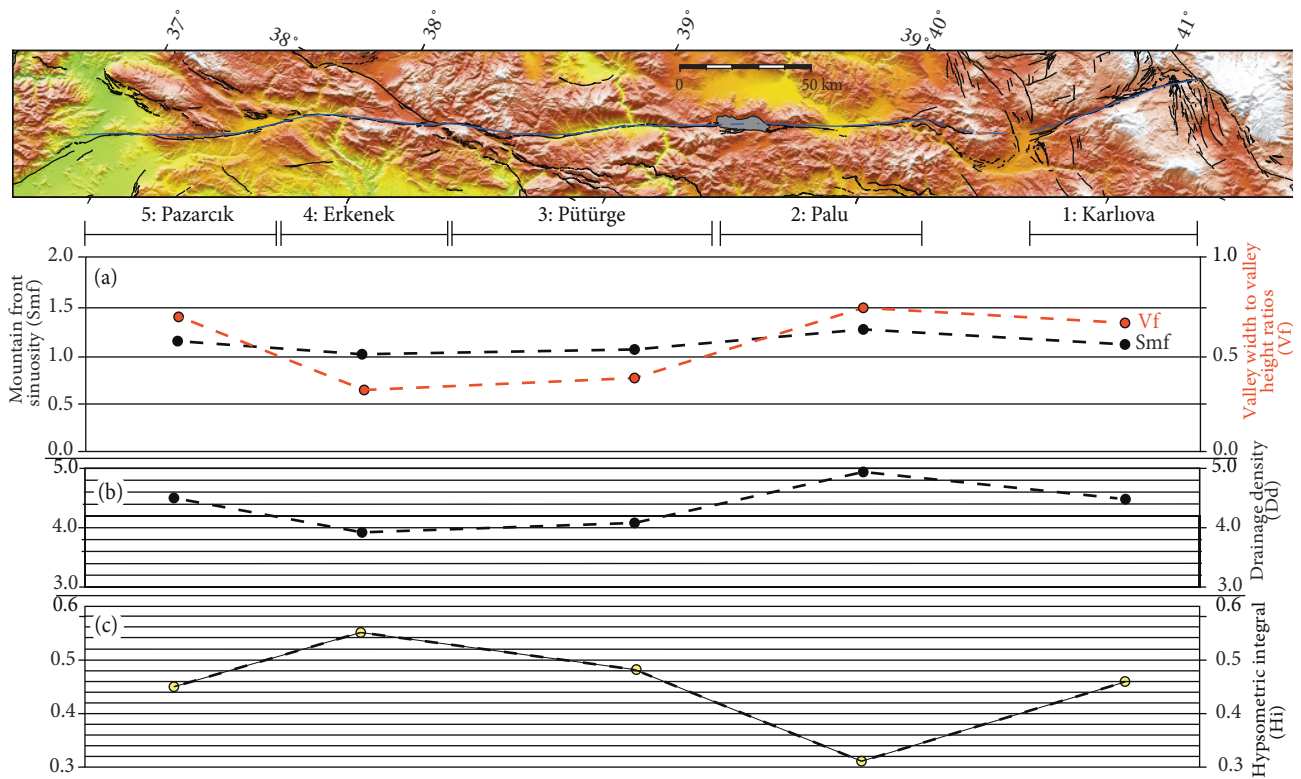 37°
38°
38
39
39°
40
41°
0
50 km
5: Pazarcık
4: Erkenek
3: Pütürge
2: Palu
1: Karlıova
(a)
Mountain front
sinuosity (Smf)
2.0
1.5
1.0
0.5
0.0
Vf
Smf
1.0
0.5
0.0
Valley width to valley
height ratios
(Vf)
(b)
5.0
4.0
3.0
5.0
4.0
3.0
Drainage density
(Dd)
(c)
0.6
0.5
0.4
0.3
0.6
0.5
0.4
0.3
Hypsometric integral
(Hi)